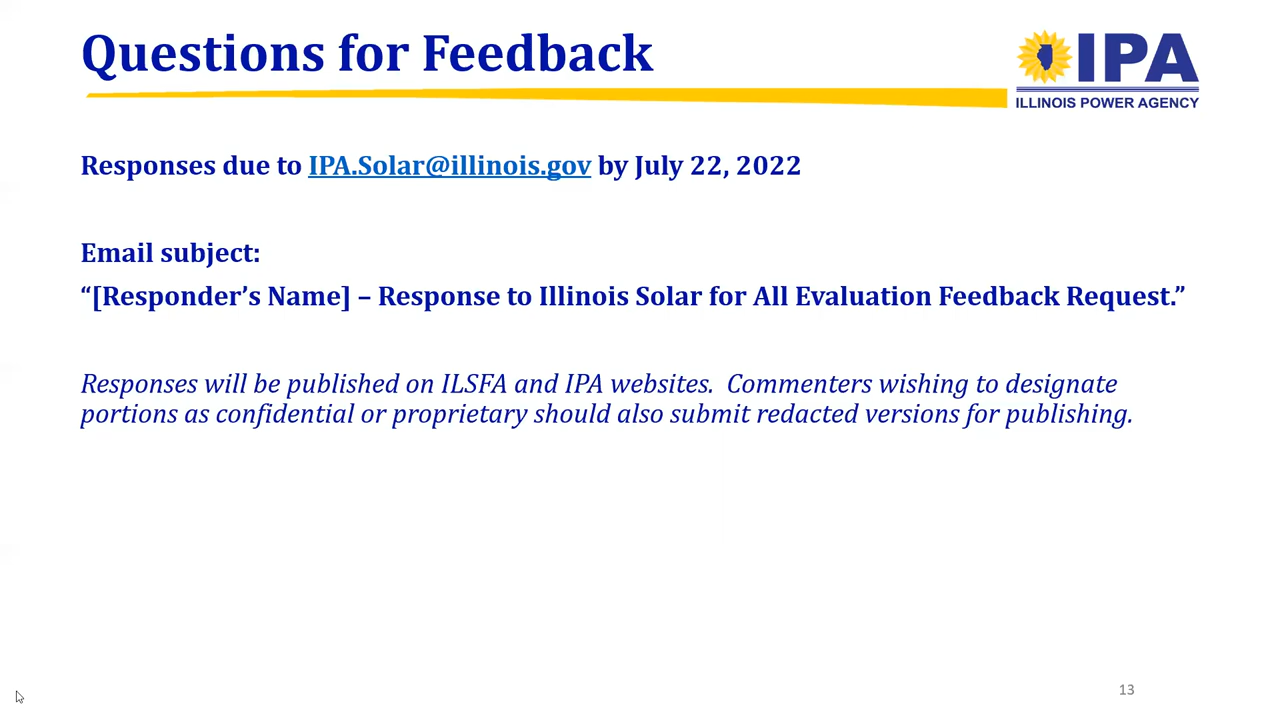 Questions for Feedback
IPA
ILLINOIS POWER AGENCY
Responses due to IPA.Solar@illinois.gov by July 22, 2022
Email subject:
“[Responder’s Name] – Response to Illinois Solar for All Evaluation Feedback Request.”
Responses will be published on ILSFA and IPA websites.  Commenters wishing to designate
portions as confidential or proprietary should also submit redacted versions for publishing.
13